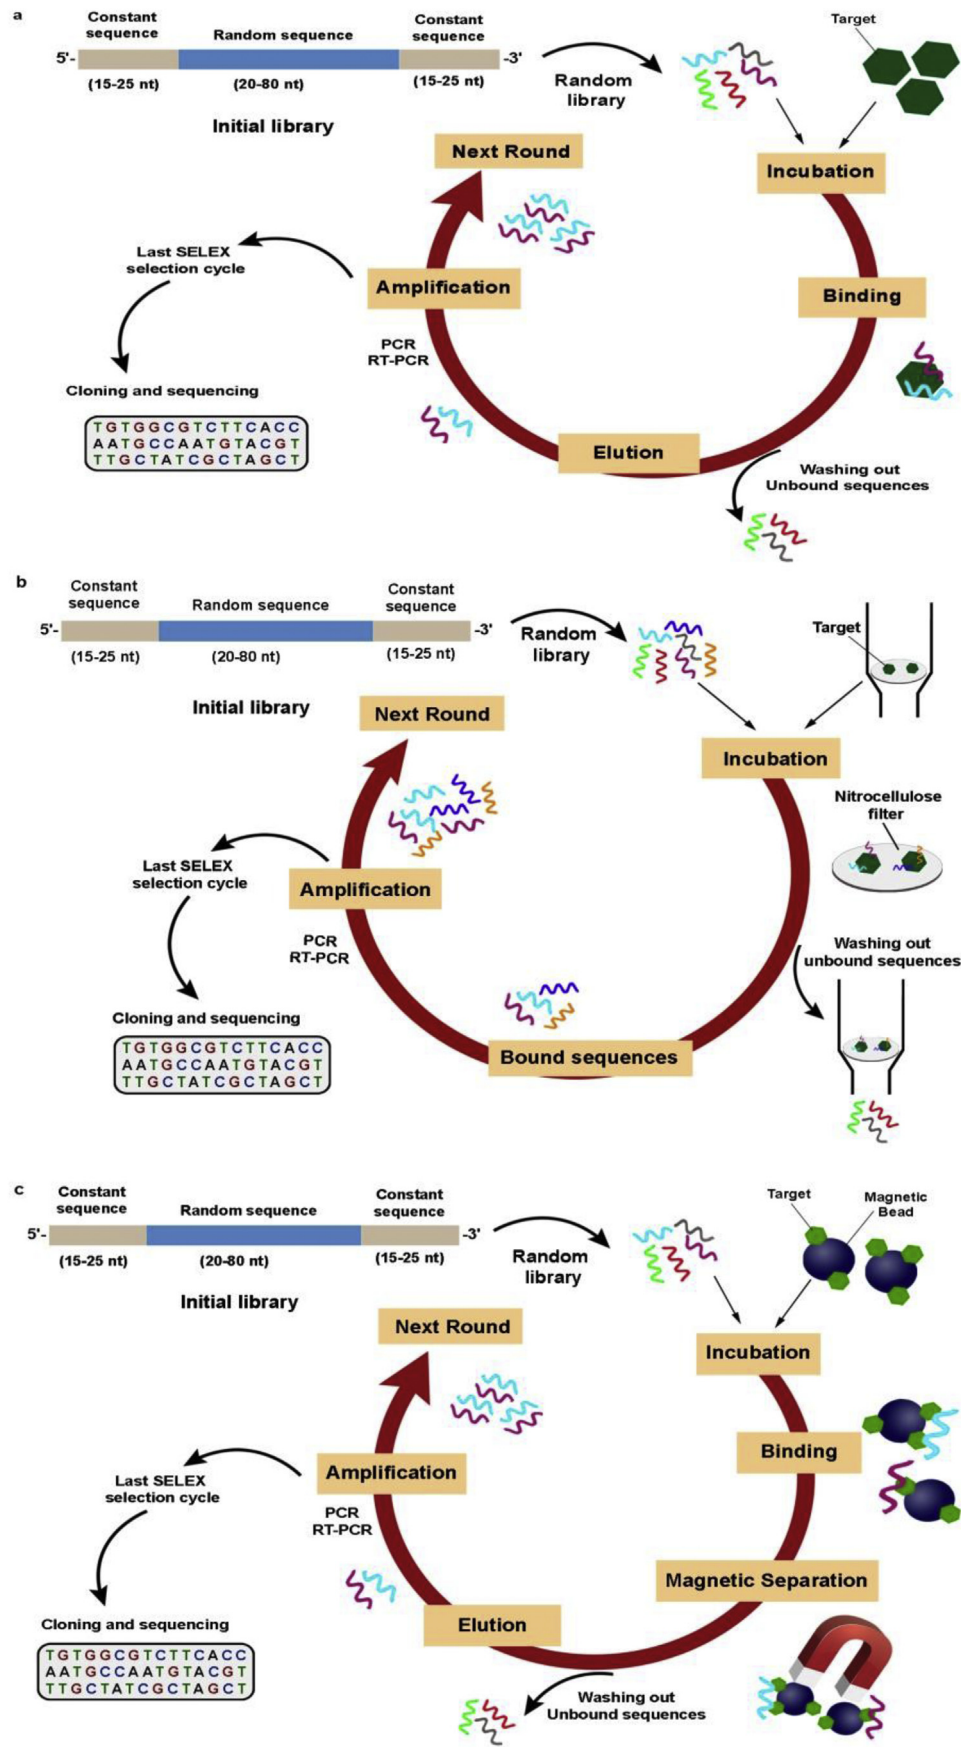 a
Constant
sequence
Random sequence
Constant
sequence
5'-
-3'
(15-25 nt)
(20-80 nt)
(15-25 nt)
Initial library
Random
library
Target
Next Round
Incubation
Binding
Amplification
PCR
RT-PCR
Elution
Washing out
Unbound sequences
Last SELEX
selection cycle
Cloning and sequencing
TGTGGCGTCTTCACC
AATGCCAATGTACGT
TTGCTATCGCTAGCT
b
Constant
sequence
Random sequence
Constant
sequence
5'-
-3'
(15-25 nt)
(20-80 nt)
(15-25 nt)
Initial library
Random
library
Target
Next Round
Incubation
Nitrocellulose
filter
Washing out
unbound sequences
Bound sequences
Amplification
PCR
RT-PCR
Last SELEX
selection cycle
Cloning and sequencing
TGTGGCGTCTTCACC
AATGCCAATGTACGT
TTGCTATCGCTAGCT
c
Constant
sequence
Random sequence
Constant
sequence
5'-
-3'
(15-25 nt)
(20-80 nt)
(15-25 nt)
Initial library
Random
library
Target
Magnetic
Bead
Next Round
Incubation
Binding
Magnetic Separation
Elution
Washing out
Unbound sequences
Amplification
PCR
RT-PCR
Last SELEX
selection cycle
Cloning and sequencing
TGTGGCGTCTTCACC
AATGCCAATGTACGT
TTGCTATCGCTAGCT